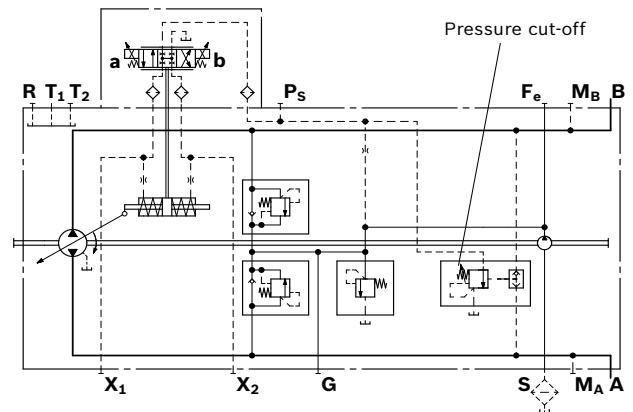 Pressure cut-off
a b
R T1 T2 PS Fe MB B
X1 X2 G S MA A